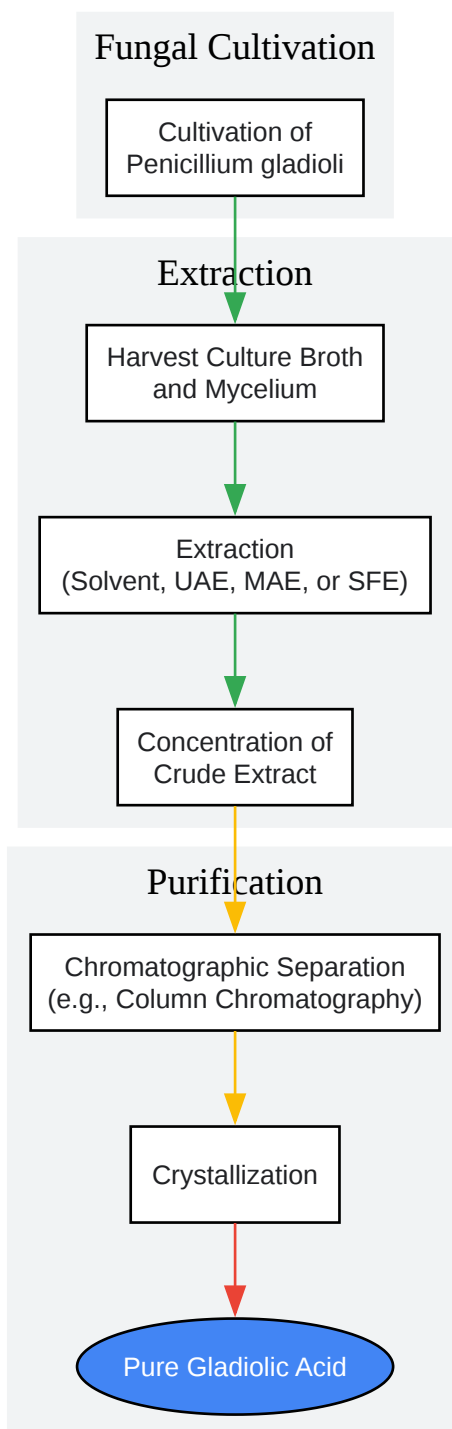 Fungal Cultivation
Cultivation of
Penicillium gladioli
Extraction
Harvest Culture Broth
and Mycelium
Extraction
(Solvent, UAE, MAE, or SFE)
Concentration of
Crude Extract
Purification
Chromatographic Separation
(e.g., Column Chromatography)
Crystallization
Pure Gladiolic Acid